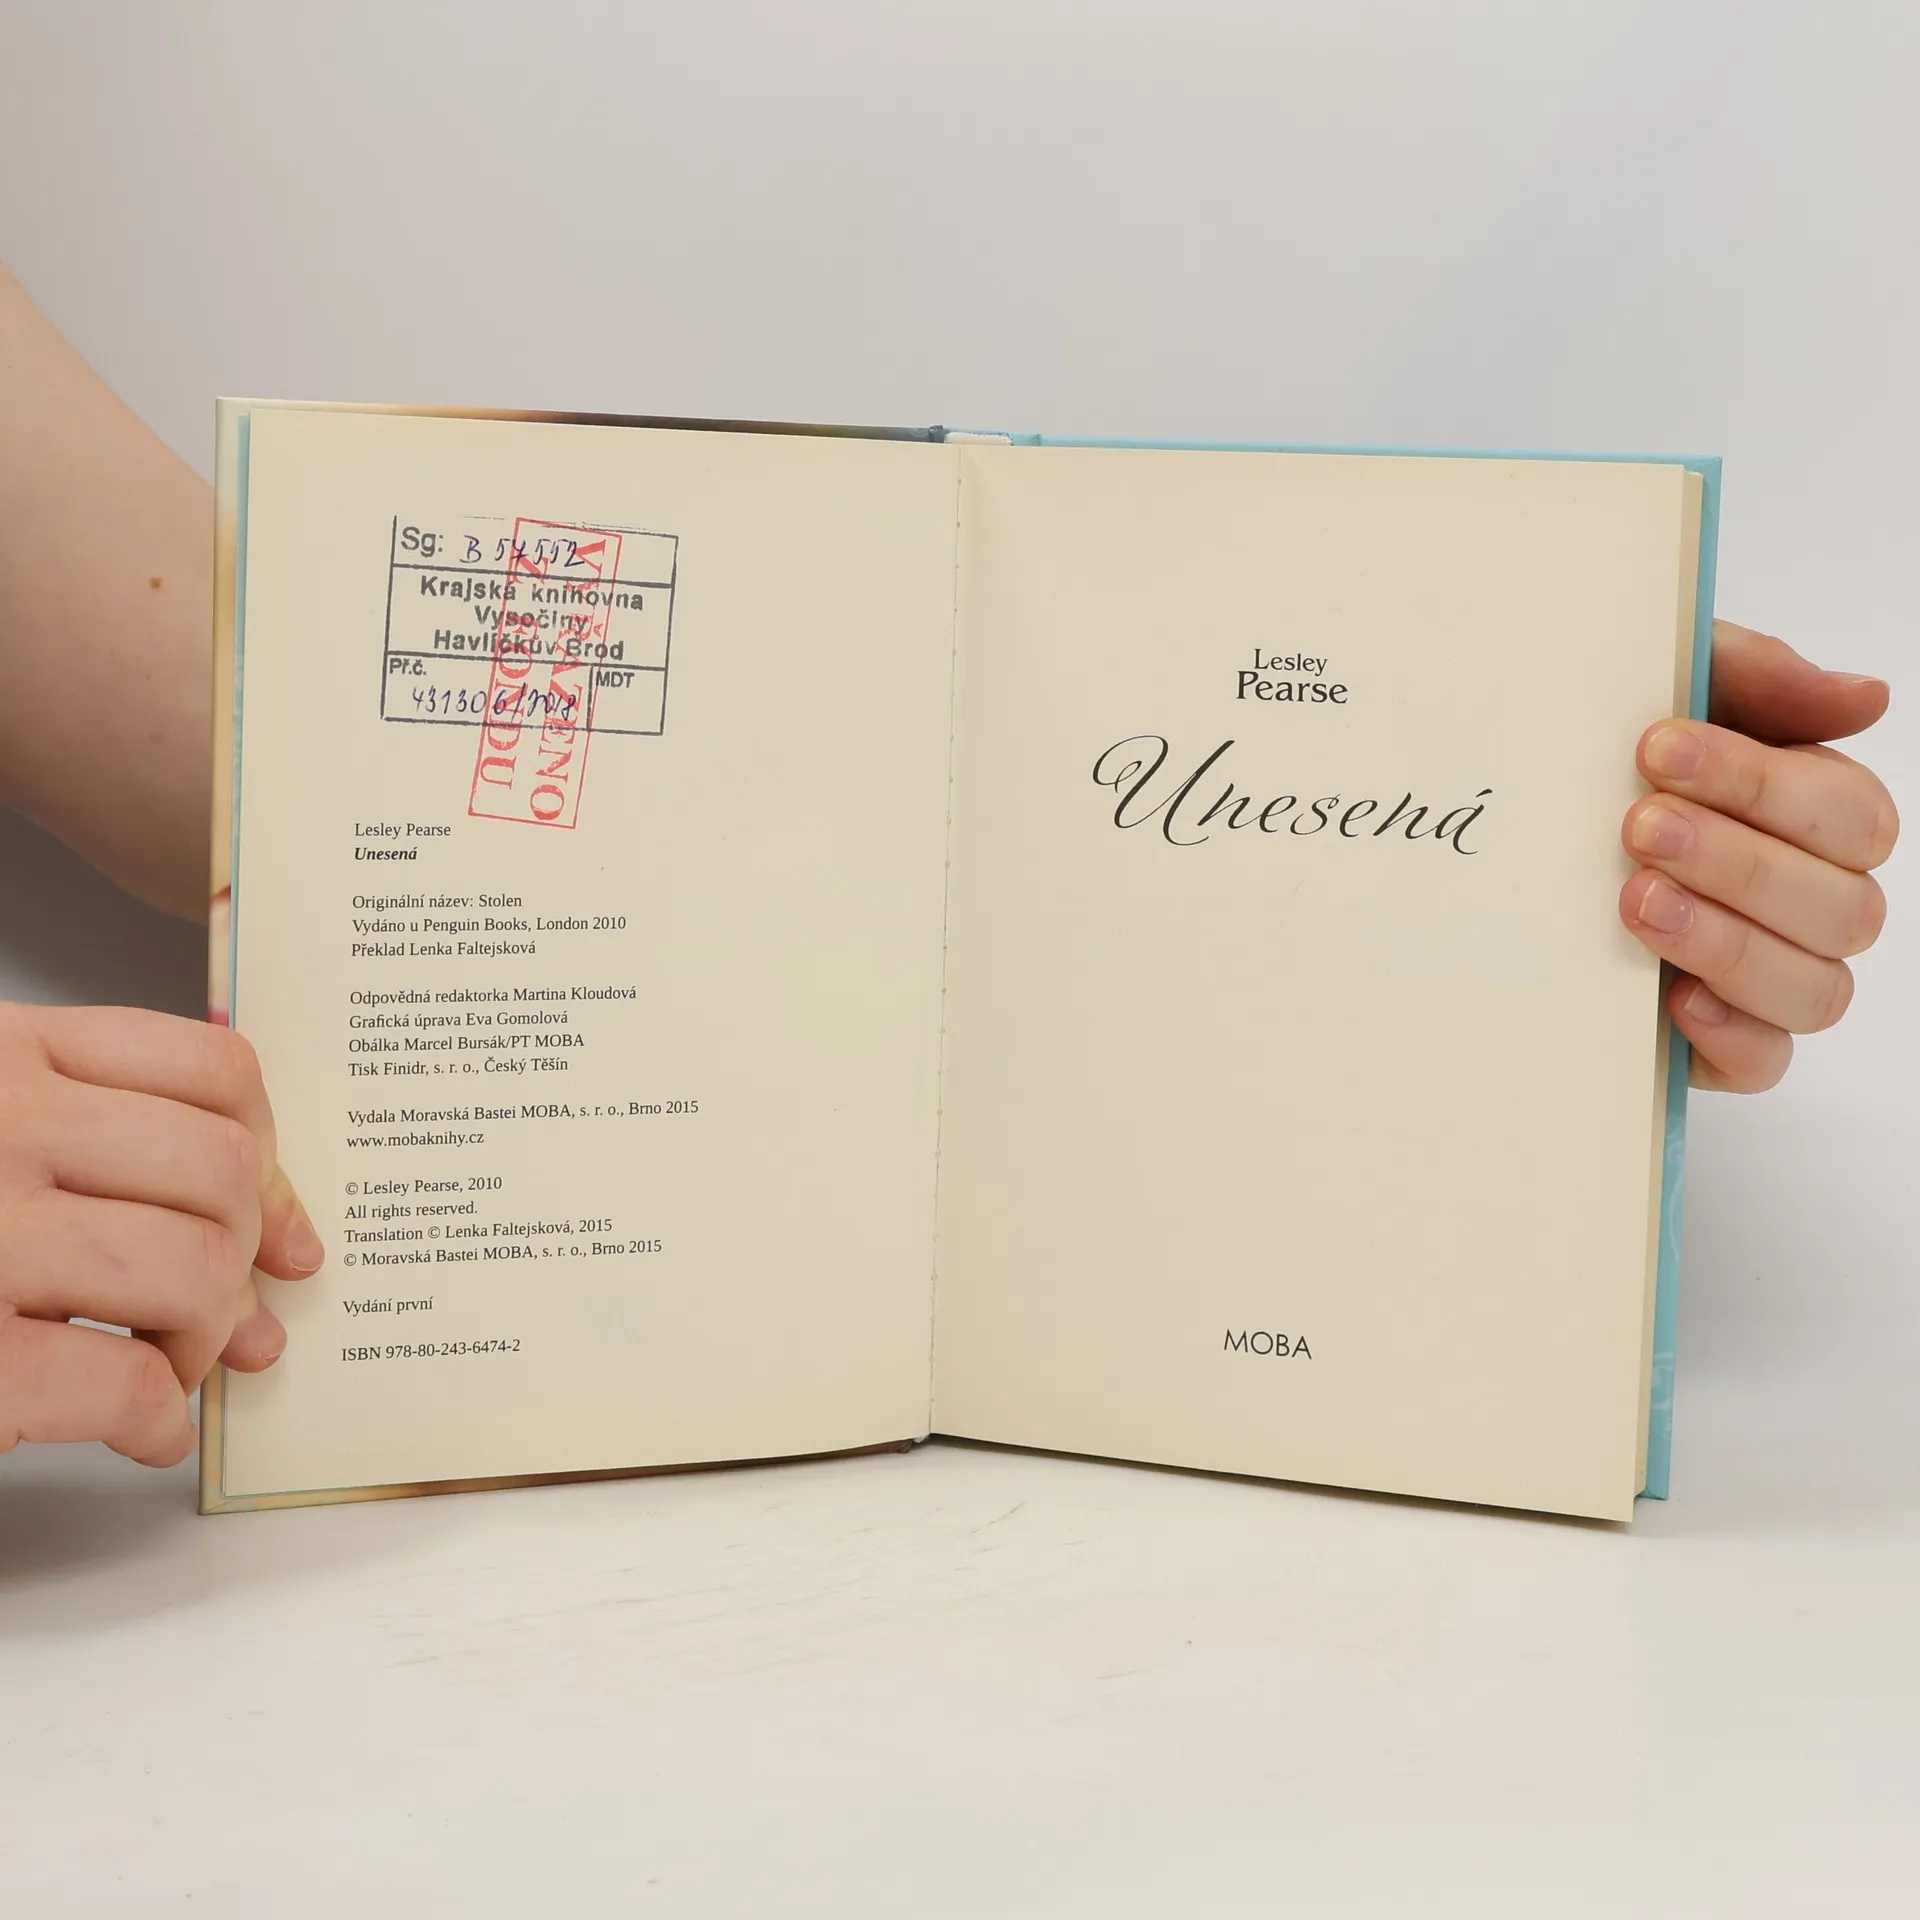 Sg: B 57552
Krajská knihovna
Vysočiny
Havlíčkův Brod
Př.č.
MDT
431306/2018
VYŘAZENO
Z FONDU
Lesley Pearse
Unesená
Originální název: Stolen
Vydáno u Penguin Books, London 2010
Překlad Lenka Faltejsková
Odpovědná redaktorka Martina Kloudová
Grafická úprava Eva Gomolová
Obálka Marcel Bursák/PT MOBA
Tisk Finidr, s. r. o., Český Těšín
Vydala Moravská Bastei MOBA, s. r. o., Brno 2015
www.mobaknihy.cz
© Lesley Pearse, 2010
All rights reserved.
Translation © Lenka Faltejsková, 2015
© Moravská Bastei MOBA, s. r. o., Brno 2015
Vydání první
ISBN 978-80-243-6474-2
Lesley
Pearse
Unesená
MOBA